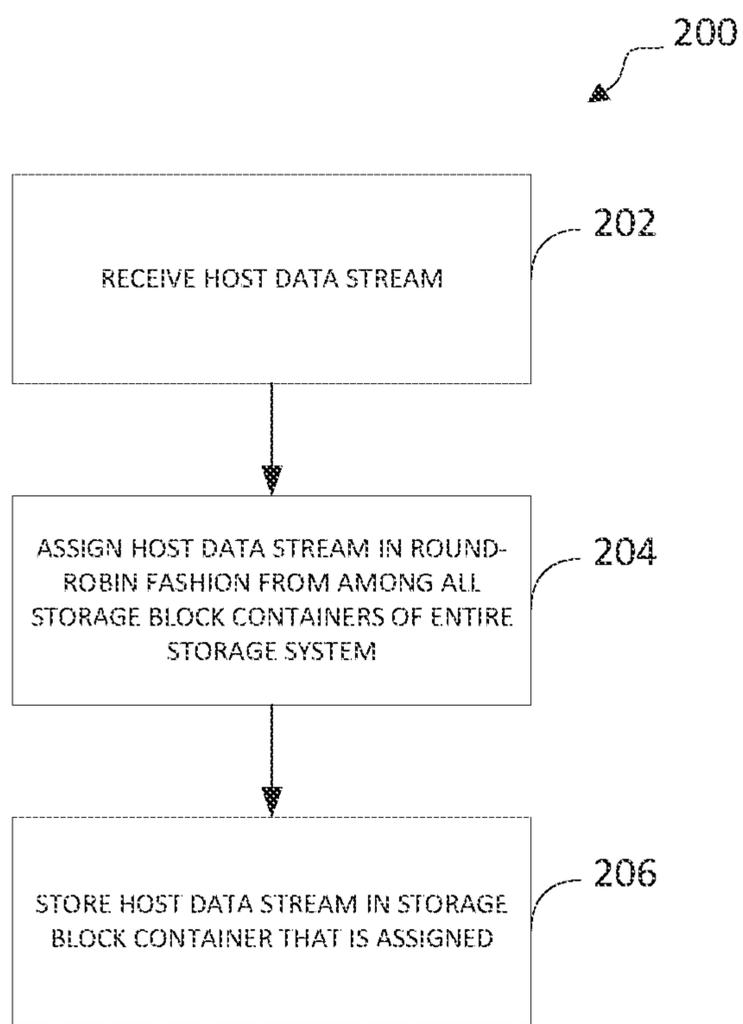 200
202
RECEIVE HOST DATA STREAM
204
ASSIGN HOST DATA STREAM IN ROUND-
ROBIN FASHION FROM AMONG ALL
STORAGE BLOCK CONTAINERS OF ENTIRE
STORAGE SYSTEM
206
STORE HOST DATA STREAM IN STORAGE
BLOCK CONTAINER THAT IS ASSIGNED